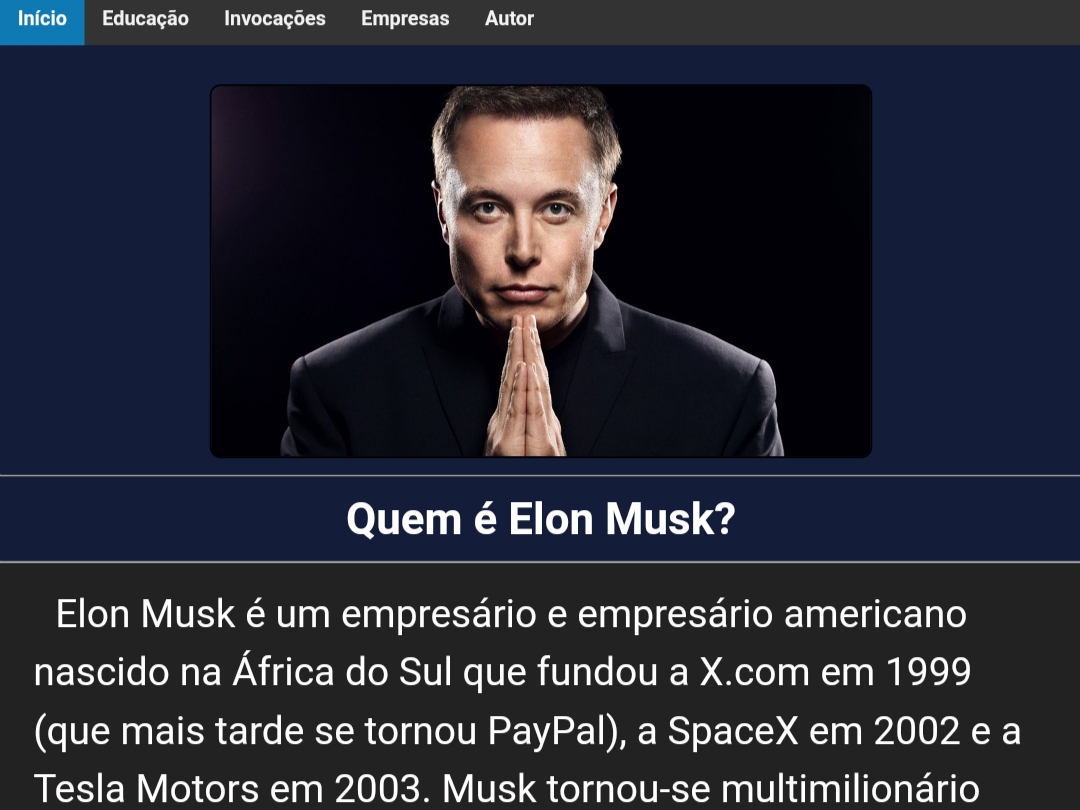 Início Educação Invocações Empresas Autor
Quem é Elon Musk?
Elon Musk é um empresário e empresário americano
nascido na África do Sul que fundou a X.com em 1999
(que mais tarde se tornou PayPal), a SpaceX em 2002 e a
Tesla Motors em 2003. Musk tornou-se multimilionário